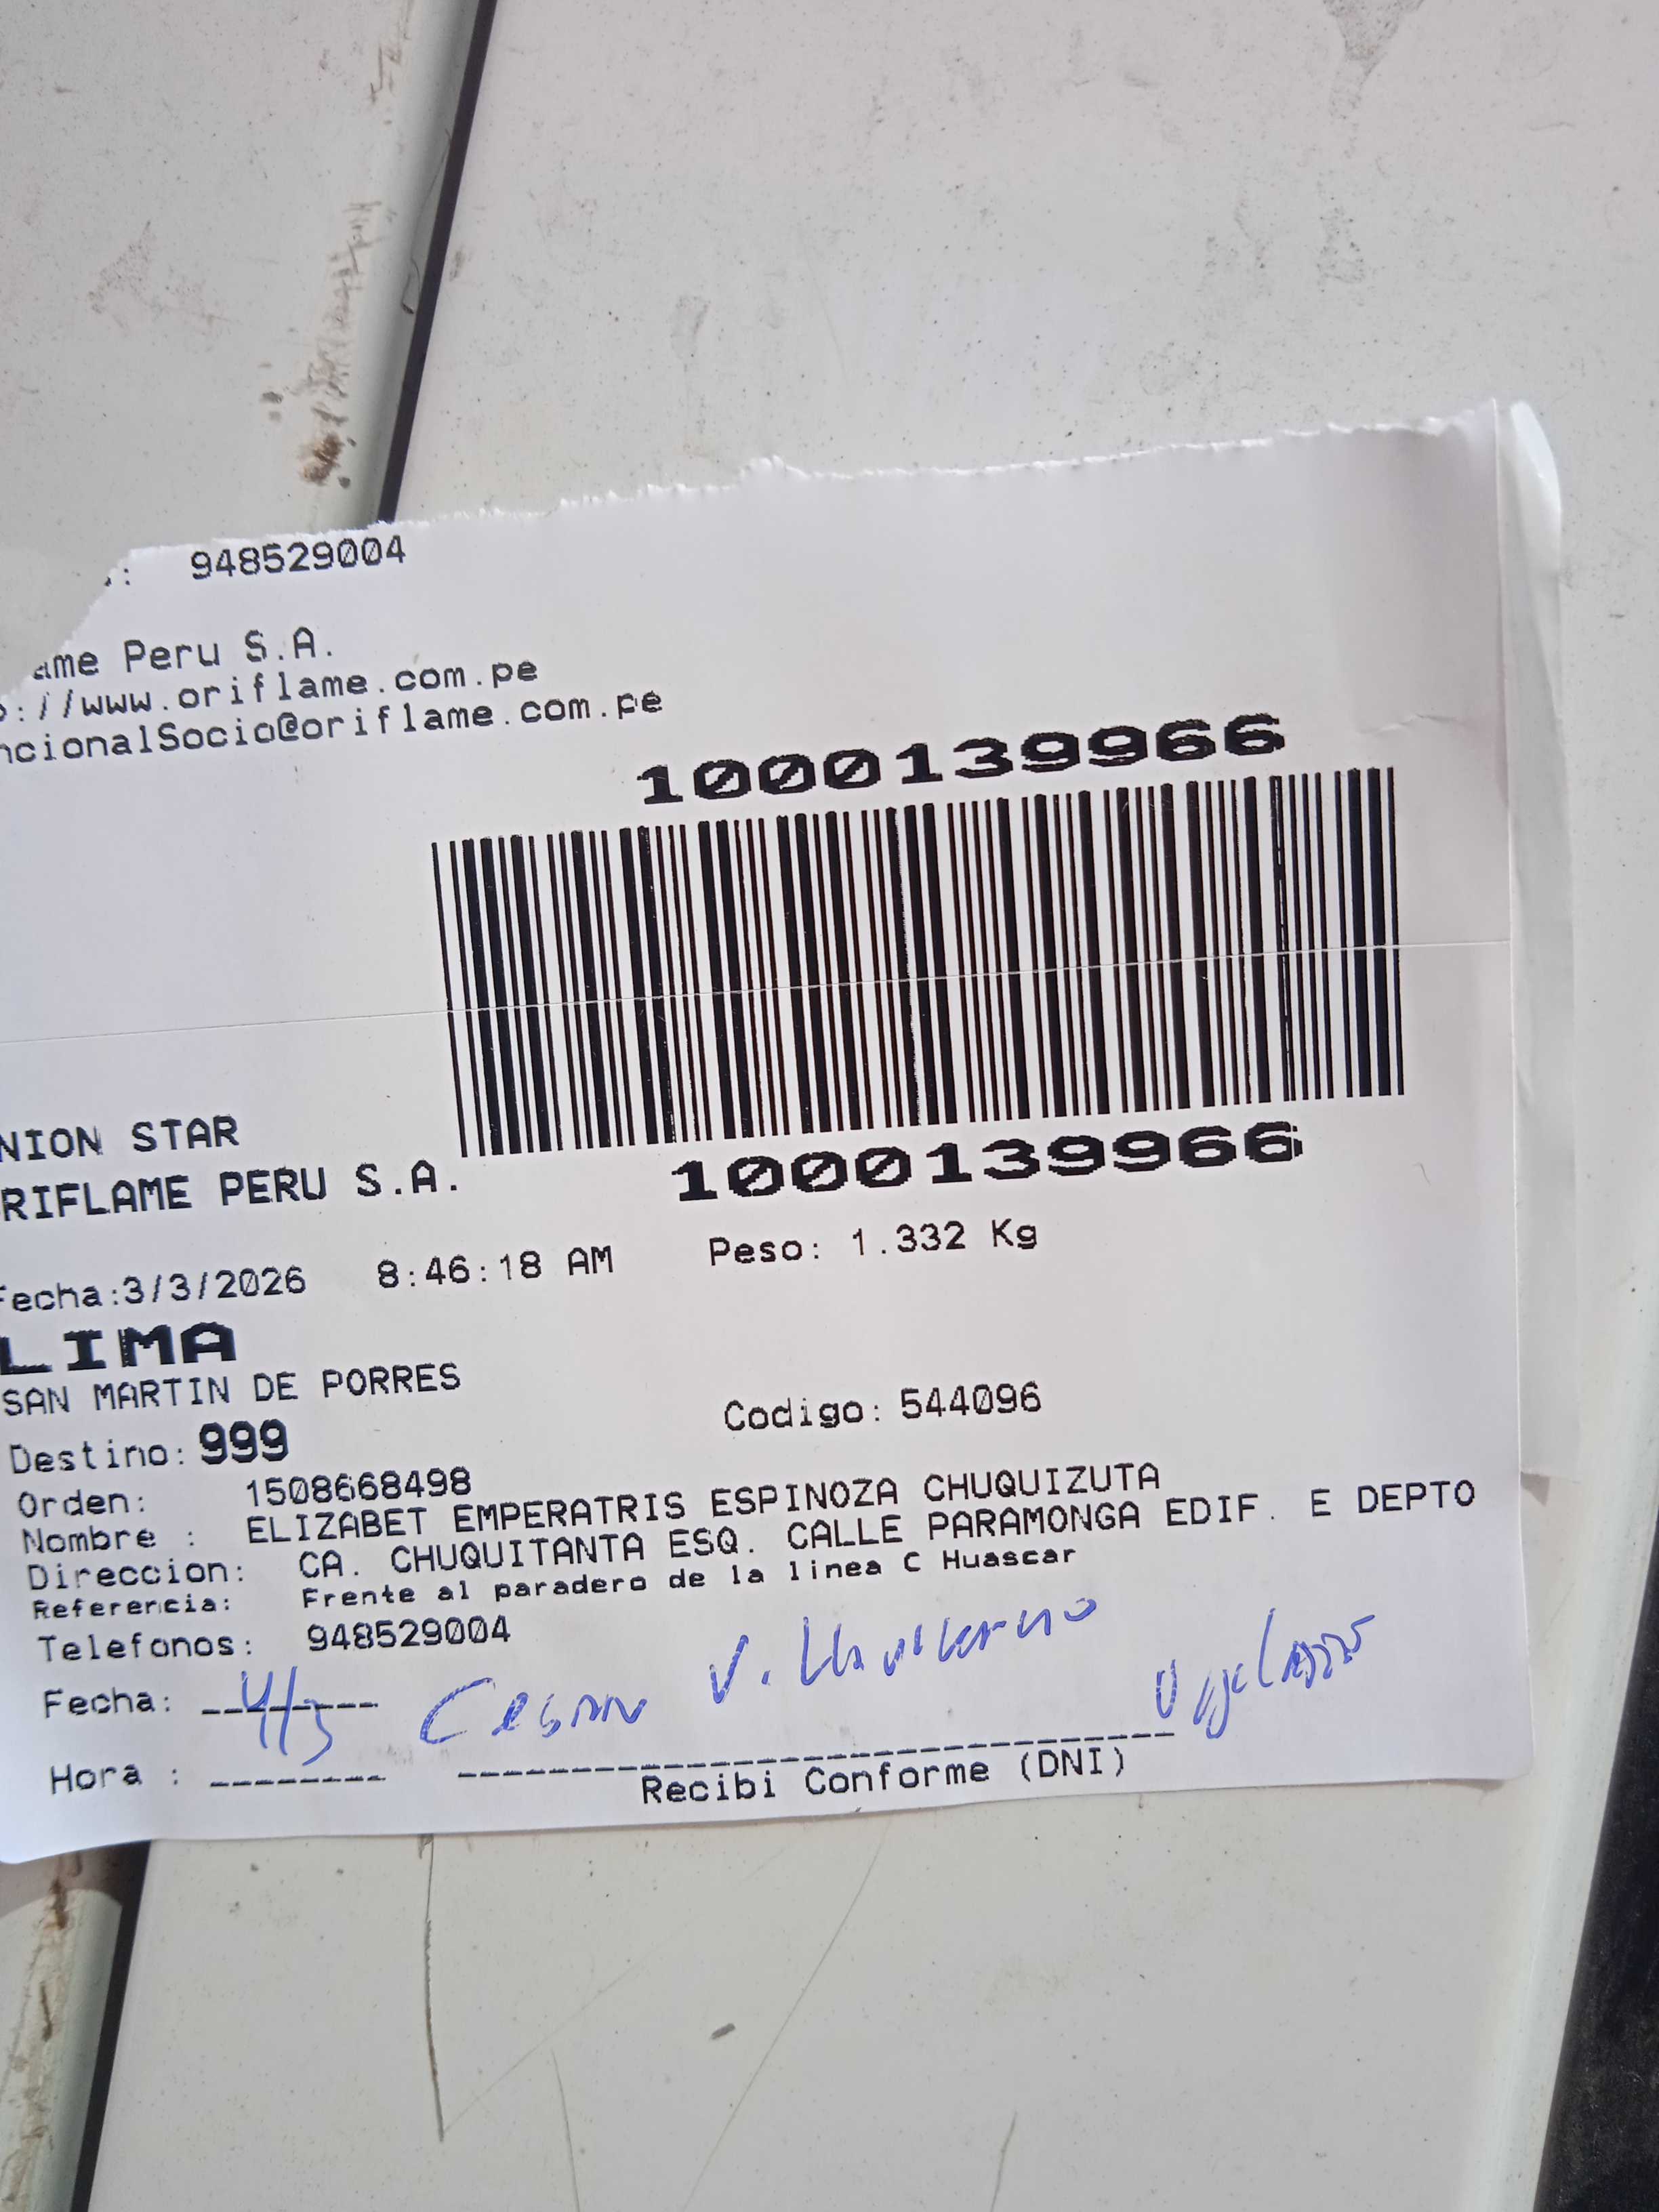 : 948529004
ame Peru S.A.
://www.oriflame.com.pe
ncionalSocio@oriflame.com.pe
1000139966
1000139966
NION STAR
RIFLAME PERU S.A.
Fecha:3/3/2026 8:46:18 AM Peso: 1.332 Kg
LIMA
SAN MARTIN DE PORRES
Destino: 999 Codigo: 544096
Orden: 1508668498
Nombre : ELIZABET EMPERATRIS ESPINOZA CHUQUIZUTA
Direccion: CA. CHUQUITANTA ESQ. CALLE PARAMONGA EDIF. E DEPTO
Referencia: Frente al paradero de la linea C Huascar
Telefonos: 948529004
Fecha: 4/3 Cesar V.
Hora :
Recibi Conforme (DNI)